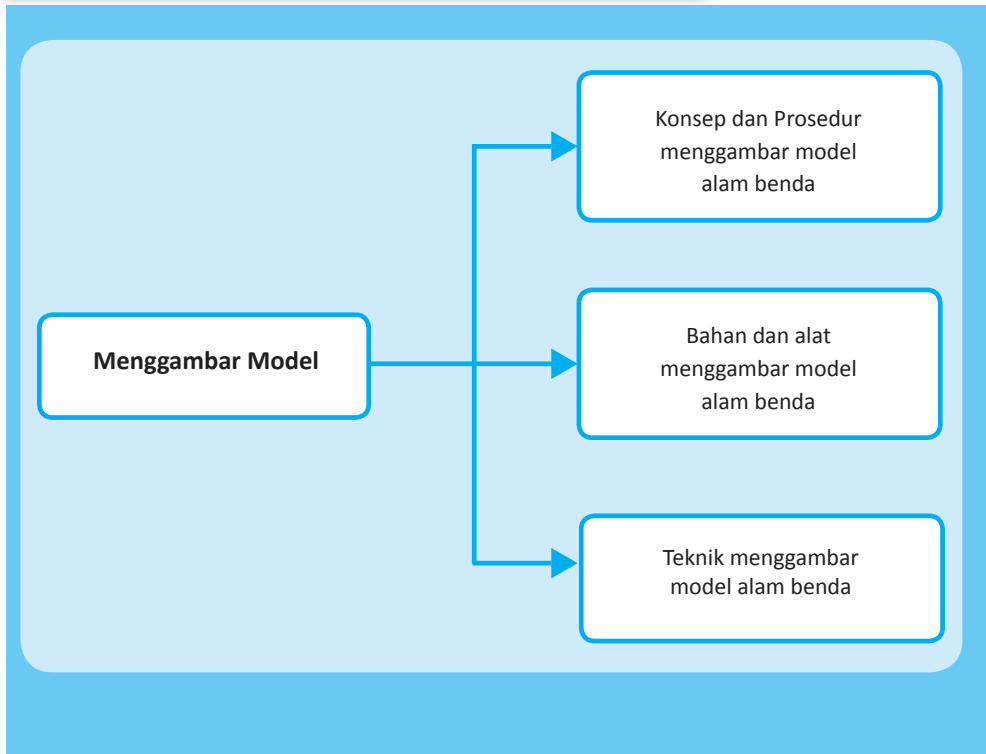 Konsep dan Prosedur
menggambar model
alam benda
Menggambar Model
Bahan dan alat
menggambar model
alam benda
Teknik menggambar
model alam benda